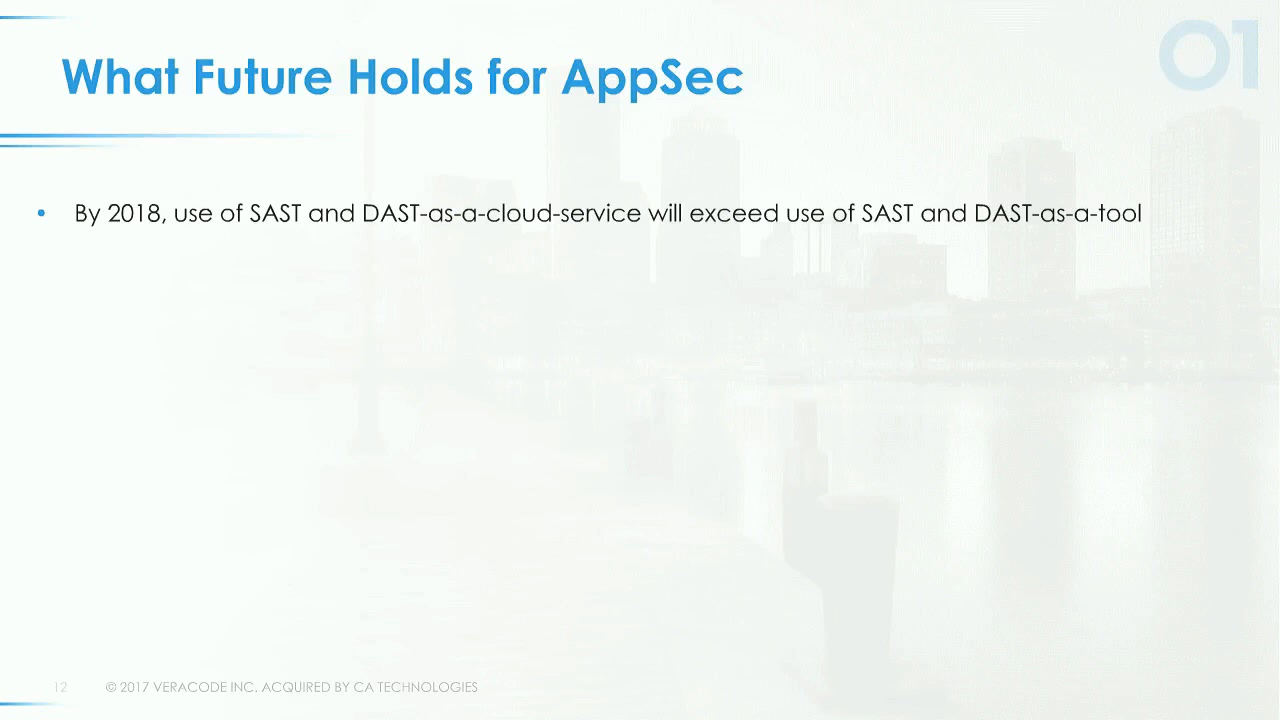 01
What Future Holds for AppSec
• By 2018, use of SAST and DAST-as-a-cloud-service will exceed use of SAST and DAST-as-a-tool
12 © 2017 VERACODE INC. ACQUIRED BY CA TECHNOLOGIES